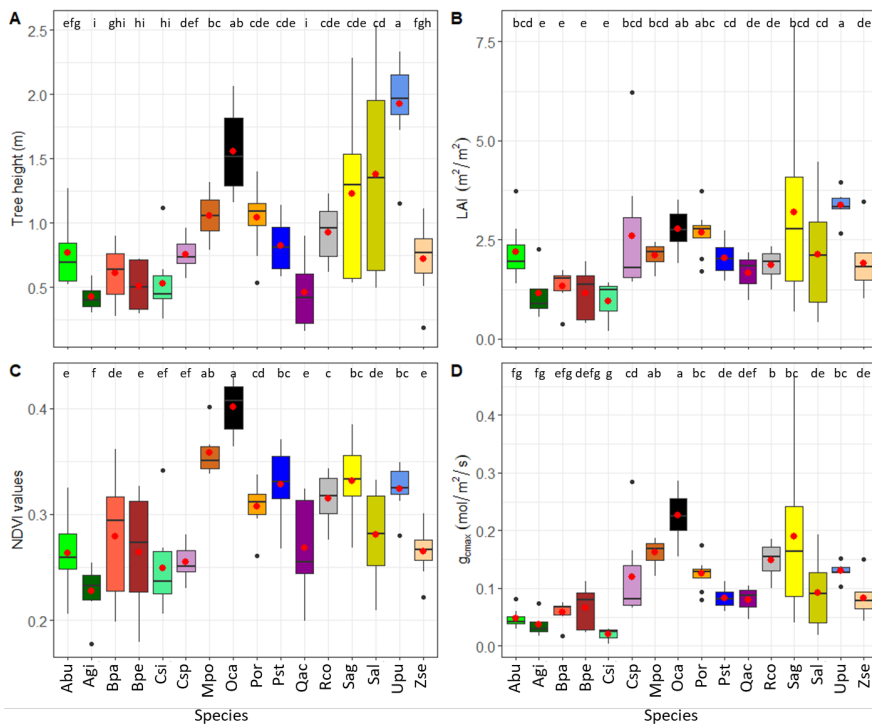 A
efg i ghi hi hi def bc ab cde cde i cde cde cd a fgh
2.5
2.0
1.5
1.0
0.5
Tree height (m)
B
bcd e e e e bcd bcd abc abc cd de de bcd cd a de
7.5
5.0
2.5
0.0
LAI (m²/m²)
C
e f de e ef ef ab a cd bc e c bc de bc e
0.4
0.3
0.2
NDVI values
Abu Agi Bpa Bpe Csi Csp Mpo Oca Por Pst Qac Rco Sag Sal Upu Zse
Species
D
fg fg efg defg g cd ab a bc de def b bc de bc de
0.4
0.3
0.2
0.1
0.0
gcmax (mol/m²/s)
Abu Agi Bpa Bpe Csi Csp Mpo Oca Por Pst Qac Rco Sag Sal Upu Zse
Species